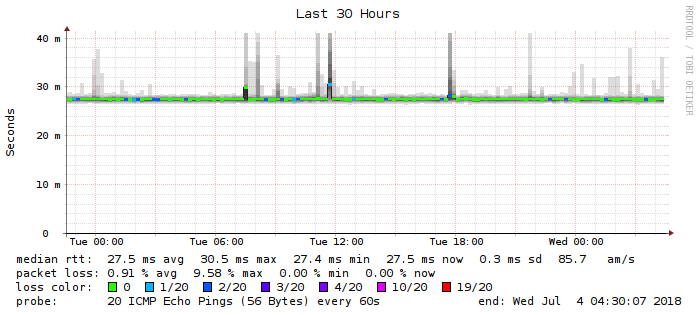 Last 30 Hours
RRDTOOL / TOBI OETIKER
Seconds
40 m
30 m
20 m
10 m
0
Tue 00:00 Tue 06:00 Tue 12:00 Tue 18:00 Wed 00:00
median rtt: 27.5 ms avg 30.5 ms max 27.4 ms min 27.5 ms now 0.3 ms sd 85.7 am/s
packet loss: 0.91 % avg 9.58 % max 0.00 % min 0.00 % now
loss color: 0 1/20 2/20 3/20 4/20 10/20 19/20
probe: 20 ICMP Echo Pings (56 Bytes) every 60s end: Wed Jul 4 04:30:07 2018